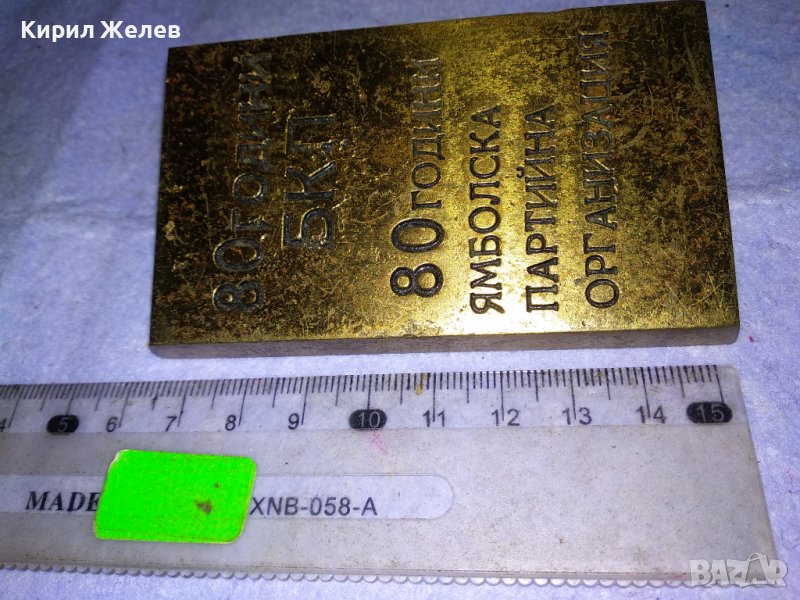 Кирил Желев
80 ГОДИНИ
БКП
80 ГОДИНИ
ЯМБОЛСКА
ПАРТИЙНА
ОРГАНИЗАЦИЯ
4 5 6 7 8 9 10 11 12 13 14 15
MADE
XNB-058-A
BAZAR